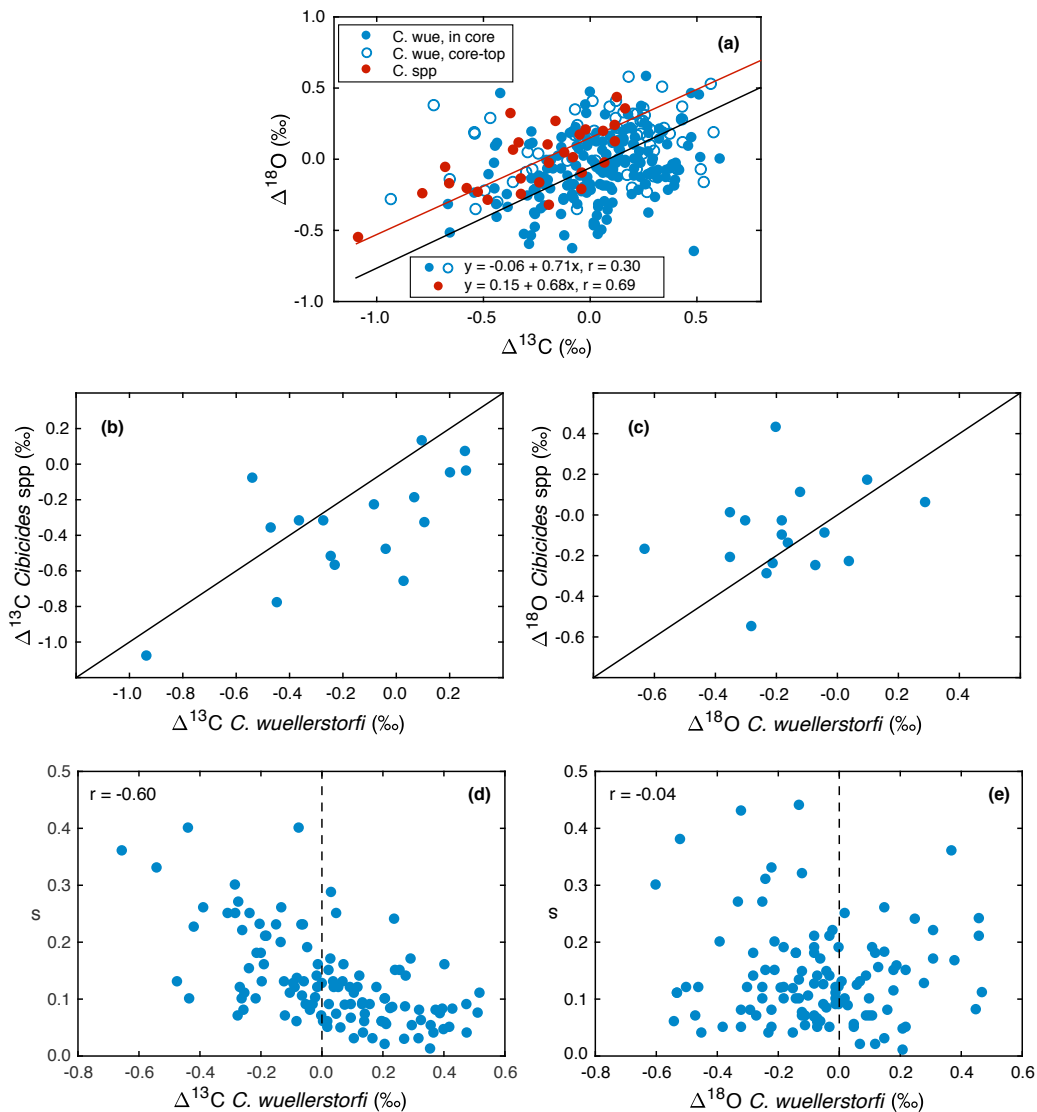 1.0
0.5
0.0
-0.5
-1.0
Δ18O (‰)
C. wue, in core
C. wue, core-top
C. spp
(a)
y = -0.06 + 0.71x, r = 0.30
y = 0.15 + 0.68x, r = 0.69
-1.0 -0.5 0.0 0.5
Δ13C (‰)
(b)
0.2
0.0
-0.2
-0.4
-0.6
-0.8
-1.0
Δ13C Cibicides spp (‰)
-1.0 -0.8 -0.6 -0.4 -0.2 0.0 0.2
Δ13C C. wuellerstorfi (‰)
(c)
0.4
0.2
-0.0
-0.2
-0.4
-0.6
Δ18O Cibicides spp (‰)
-0.6 -0.4 -0.2 -0.0 0.2 0.4
Δ18O C. wuellerstorfi (‰)
r = -0.60
(d)
0.5
0.4
0.3
0.2
0.1
0.0
s
-0.8 -0.6 -0.4 -0.2 0.0 0.2 0.4 0.6
Δ13C C. wuellerstorfi (‰)
r = -0.04
(e)
0.5
0.4
0.3
0.2
0.1
0.0
s
-0.8 -0.6 -0.4 -0.2 0.0 0.2 0.4 0.6
Δ18O C. wuellerstorfi (‰)